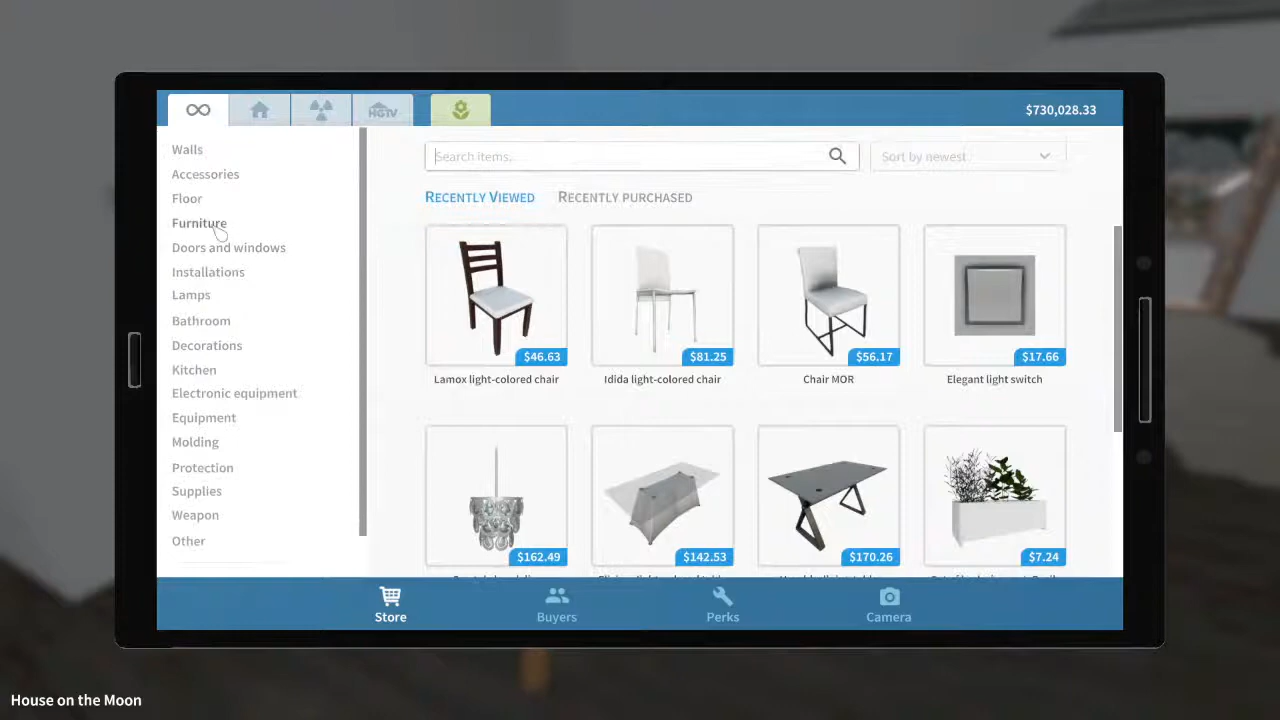 HGTV
$730,028.33
Walls
Accessories
Floor
Furniture
Doors and windows
Installations
Lamps
Bathroom
Decorations
Kitchen
Electronic equipment
Equipment
Molding
Protection
Supplies
Weapon
Other
Search items...
Sort by newest
RECENTLY VIEWED
RECENTLY PURCHASED
$46.63
$81.25
$56.17
$17.66
Lamox light-colored chair
Idida light-colored chair
Chair MOR
Elegant light switch
$162.49
$142.53
$170.26
$7.24
Store
Buyers
Perks
Camera
House on the Moon